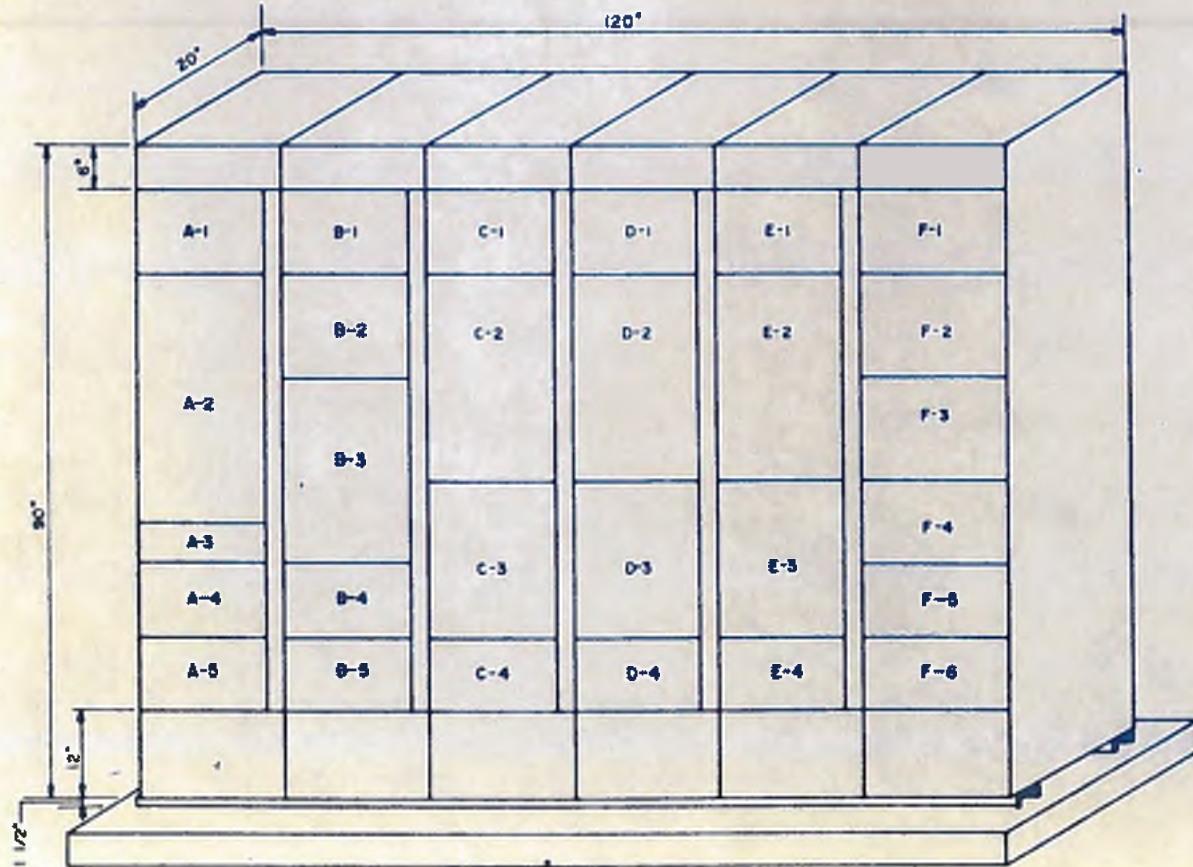 120"
20"
6"
A-1 B-1 C-1 D-1 E-1 F-1
B-2 C-2 D-2 E-2 F-2
A-2
F-3
B-3
90"
F-4
A-3
C-3 D-3 E-3
A-4 B-4 F-5
A-5 B-5 C-4 D-4 E-4 F-6
12"
1 1/2"